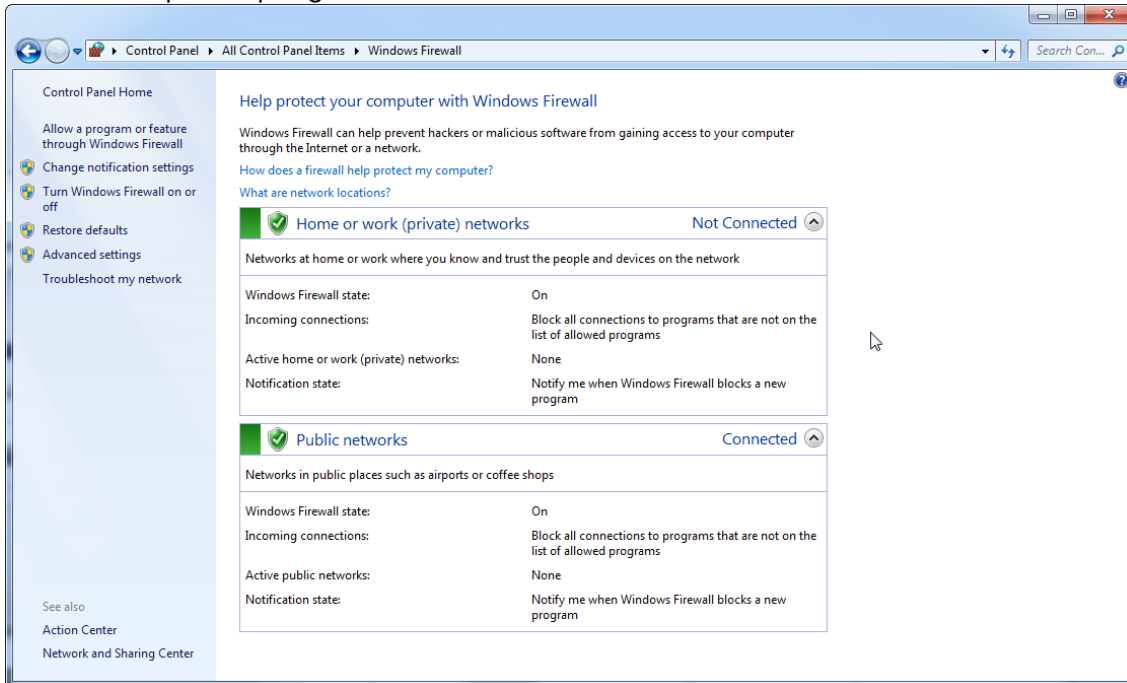 Control Panel ▸ All Control Panel Items ▸ Windows Firewall
Search Con...
Control Panel Home
Allow a program or feature
through Windows Firewall
Change notification settings
Turn Windows Firewall on or
off
Restore defaults
Advanced settings
Troubleshoot my network
See also
Action Center
Network and Sharing Center
Help protect your computer with Windows Firewall
Windows Firewall can help prevent hackers or malicious software from gaining access to your computer
through the Internet or a network.
How does a firewall help protect my computer?
What are network locations?
Home or work (private) networks Not Connected
Networks at home or work where you know and trust the people and devices on the network
Windows Firewall state: On
Incoming connections: Block all connections to programs that are not on the
list of allowed programs
Active home or work (private) networks: None
Notification state: Notify me when Windows Firewall blocks a new
program
Public networks Connected
Networks in public places such as airports or coffee shops
Windows Firewall state: On
Incoming connections: Block all connections to programs that are not on the
list of allowed programs
Active public networks: None
Notification state: Notify me when Windows Firewall blocks a new
program